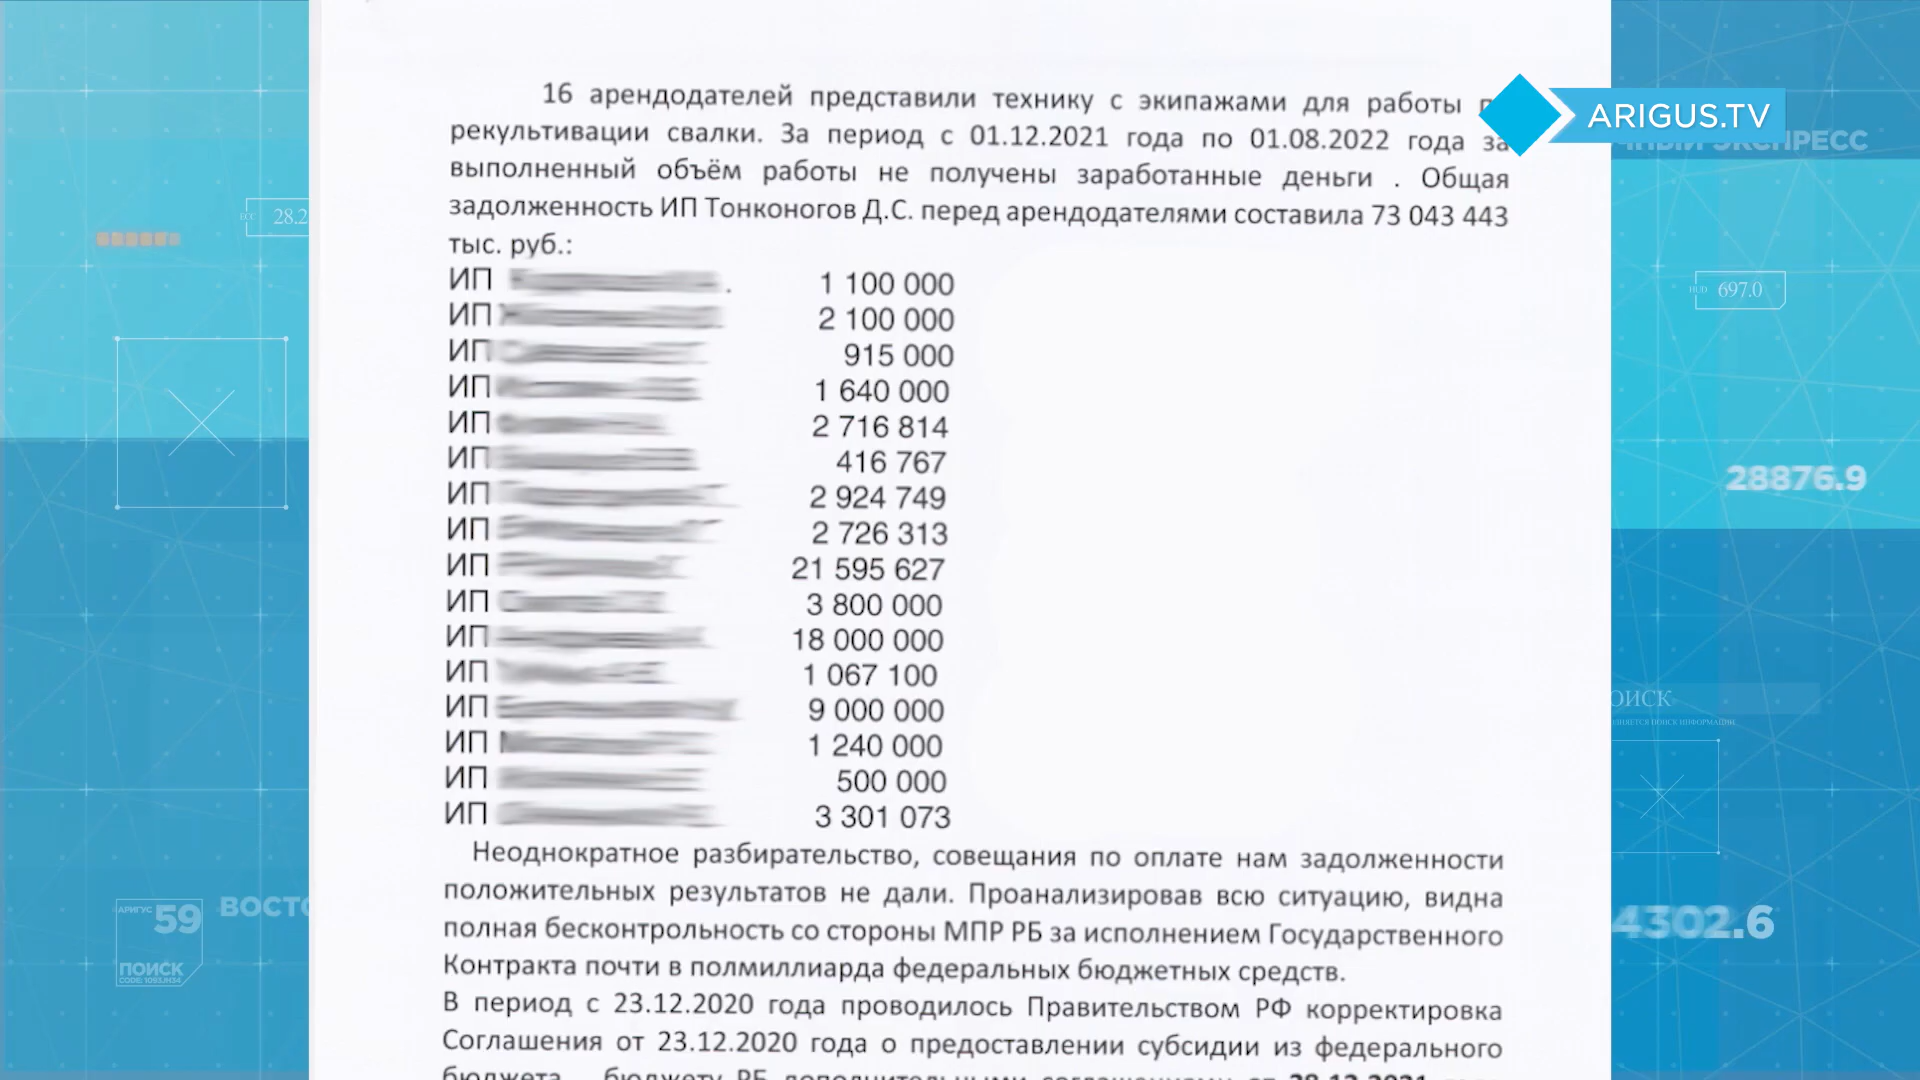 16 арендодателей представили технику с экипажами для работы
рекультивации свалки. За период с 01.12.2021 года по 01.08.2022 года за
выполненный объём работы не получены заработанные деньги . Общая
задолженность ИП Тонконогов Д.С. перед арендодателями составила 73 043 443
тыс. руб.:
ИП 1 100 000
ИП 2 100 000
ИП 915 000
ИП 1 640 000
ИП 2 716 814
ИП 416 767
ИП 2 924 749
ИП 2 726 313
ИП 21 595 627
ИП 3 800 000
ИП 18 000 000
ИП 1 067 100
ИП 9 000 000
ИП 1 240 000
ИП 500 000
ИП 3 301 073
Неоднократное разбирательство, совещания по оплате нам задолженности
положительных результатов не дали. Проанализировав всю ситуацию, видна
полная бесконтрольность со стороны МПР РБ за исполнением Государственного
Контракта почти в полмиллиарда федеральных бюджетных средств.
В период с 23.12.2020 года проводилось Правительством РФ корректировка
Соглашения от 23.12.2020 года о предоставлении субсидии из федерального
ARIGUS.TV
ЭКСПРЕСС
28.2
HUD 697.0
28876.9
4302.6
АРИГУС 59
ПОИСК